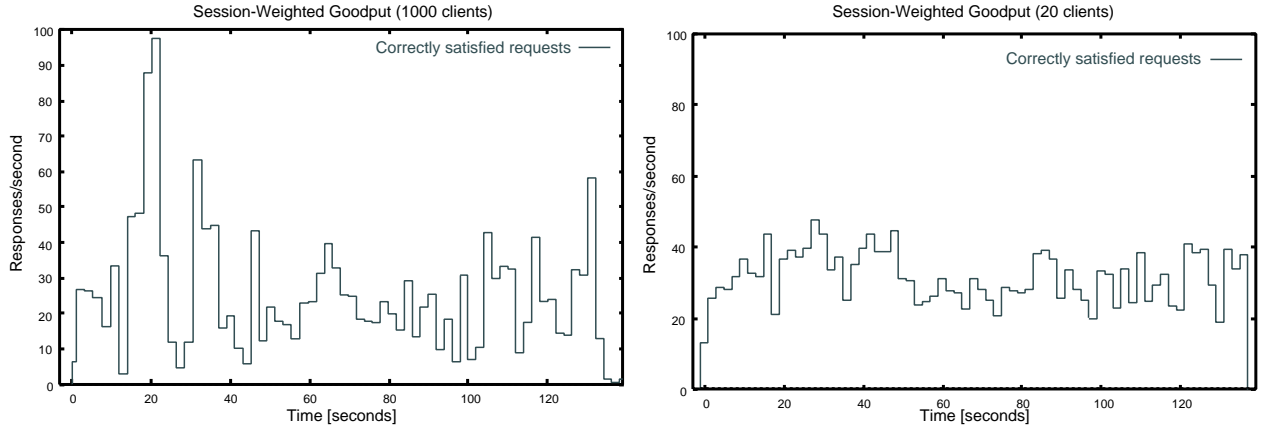 Session-Weighted Goodput (1000 clients)
Correctly satisfied requests
Responses/second
100
90
80
70
60
50
40
30
20
10
0
0 20 40 60 80 100 120
Time [seconds]
Session-Weighted Goodput (20 clients)
Correctly satisfied requests
Responses/second
100
80
60
40
20
0
0 20 40 60 80 100 120
Time [seconds]